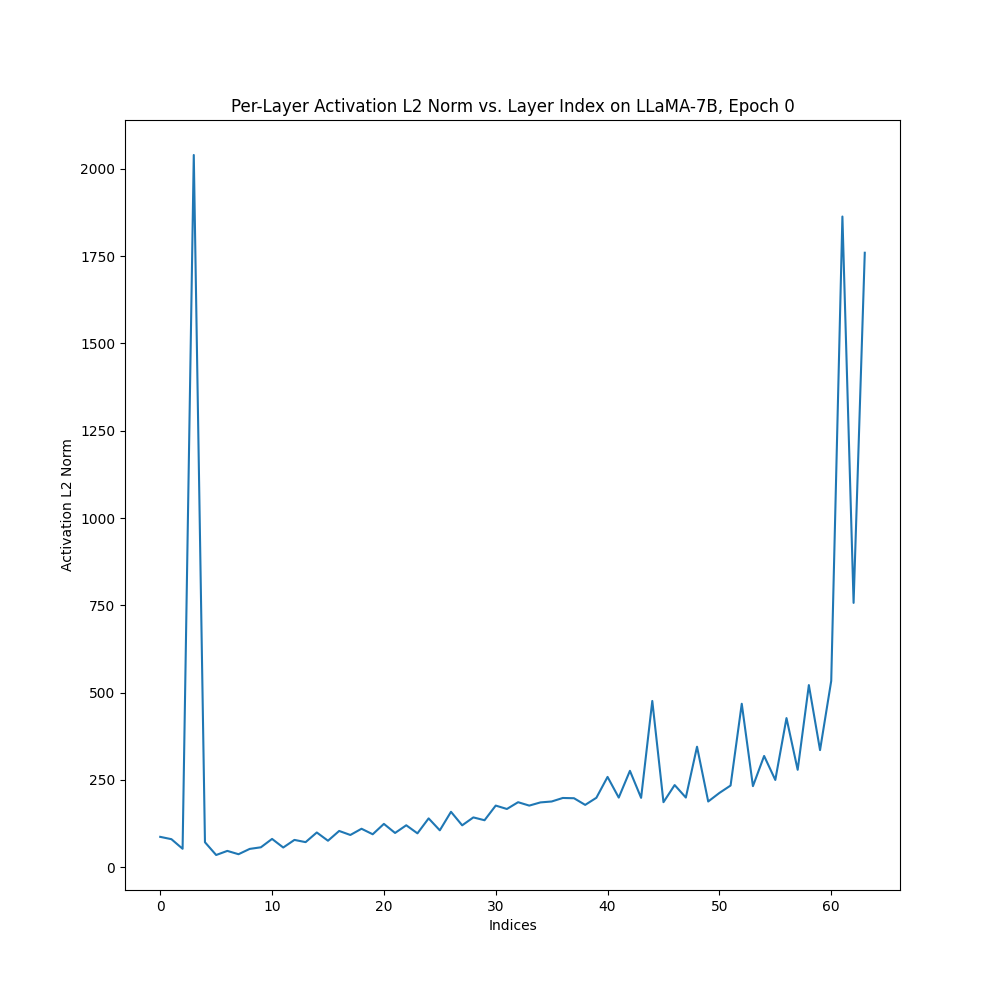 Per-Layer Activation L2 Norm vs. Layer Index on LLaMA-7B, Epoch 0
2000
1750
1500
1250
1000
750
500
250
0
Activation L2 Norm
0 10 20 30 40 50 60
Indices